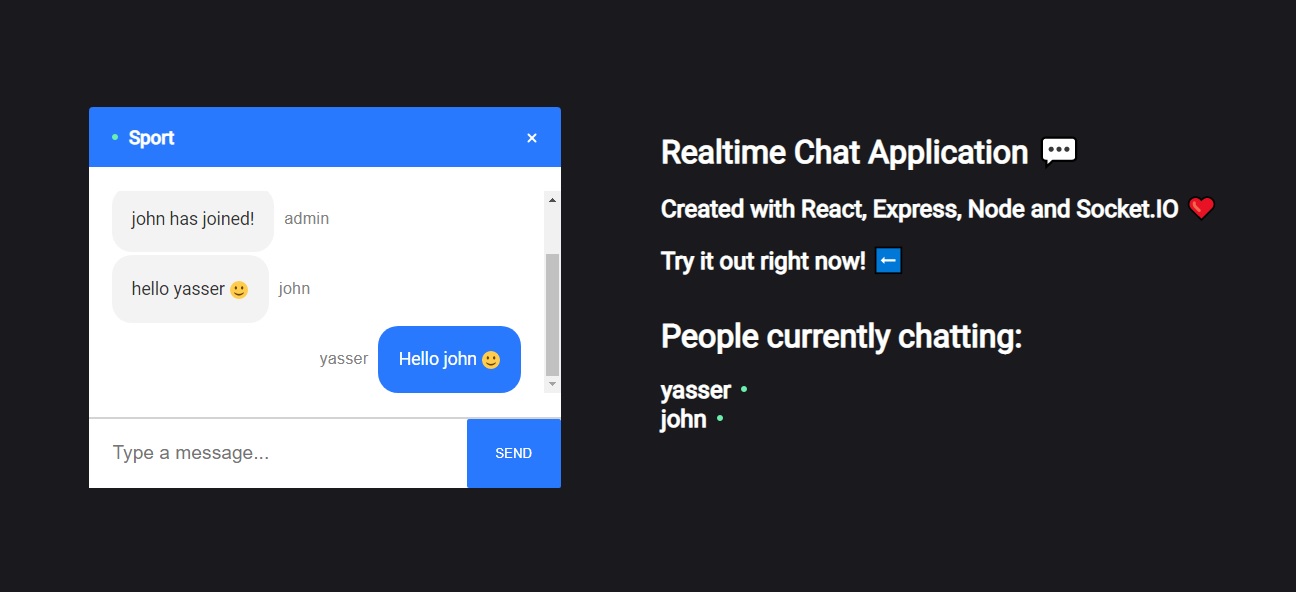 Sport ×
john has joined! admin
hello yasser 🙂 john
yasser Hello john 🙂
Type a message...
SEND
Realtime Chat Application 💬
Created with React, Express, Node and Socket.IO ❤️
Try it out right now! ⬅️
People currently chatting:
yasser
john